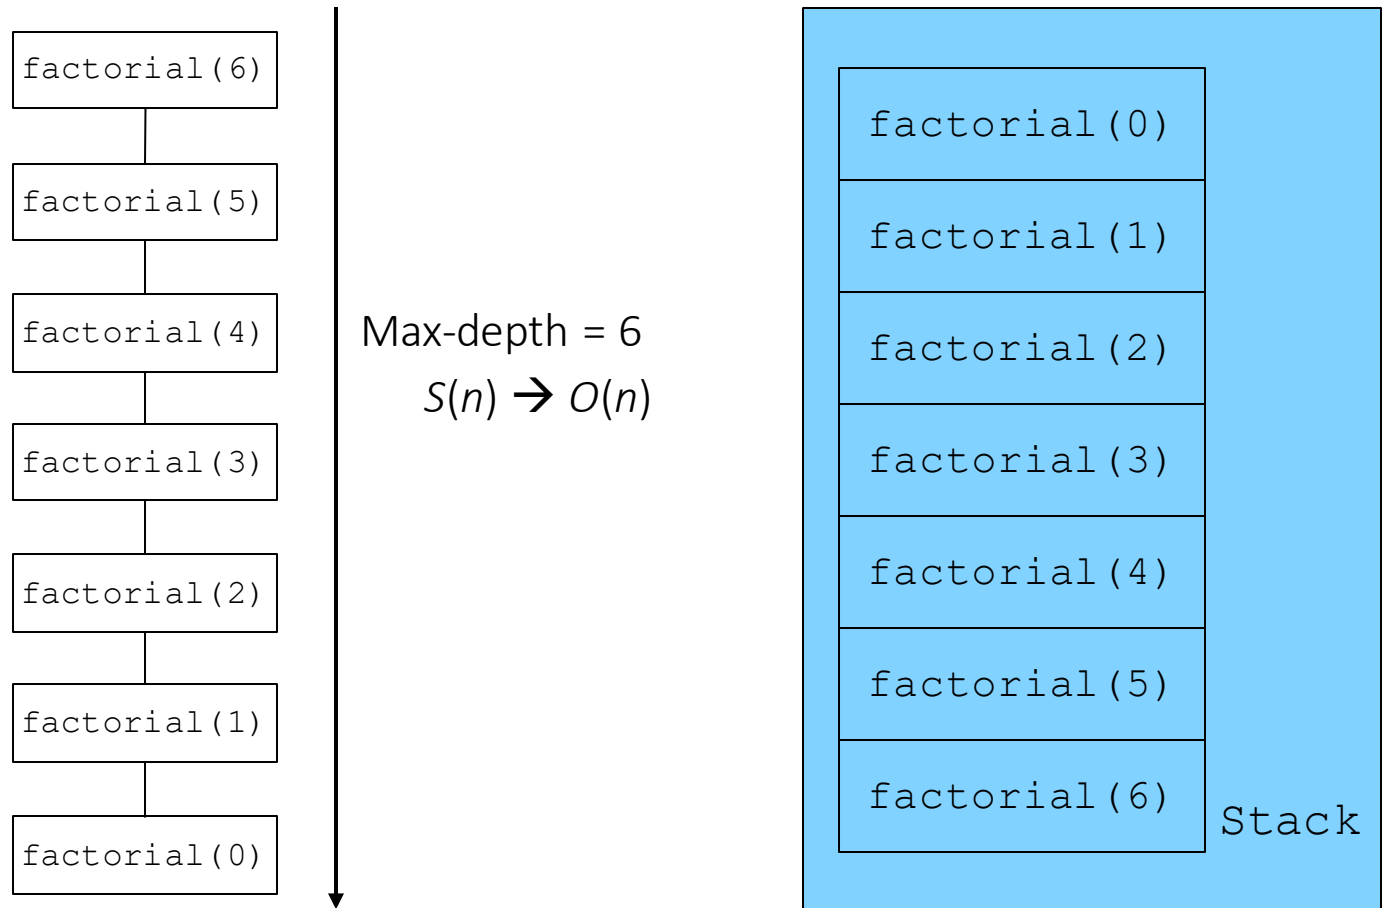 factorial(6)
factorial(5)
factorial(4)
factorial(3)
factorial(2)
factorial(1)
factorial(0)
Max-depth = 6
S(n) → O(n)
factorial(0)
factorial(1)
factorial(2)
factorial(3)
factorial(4)
factorial(5)
factorial(6)
Stack